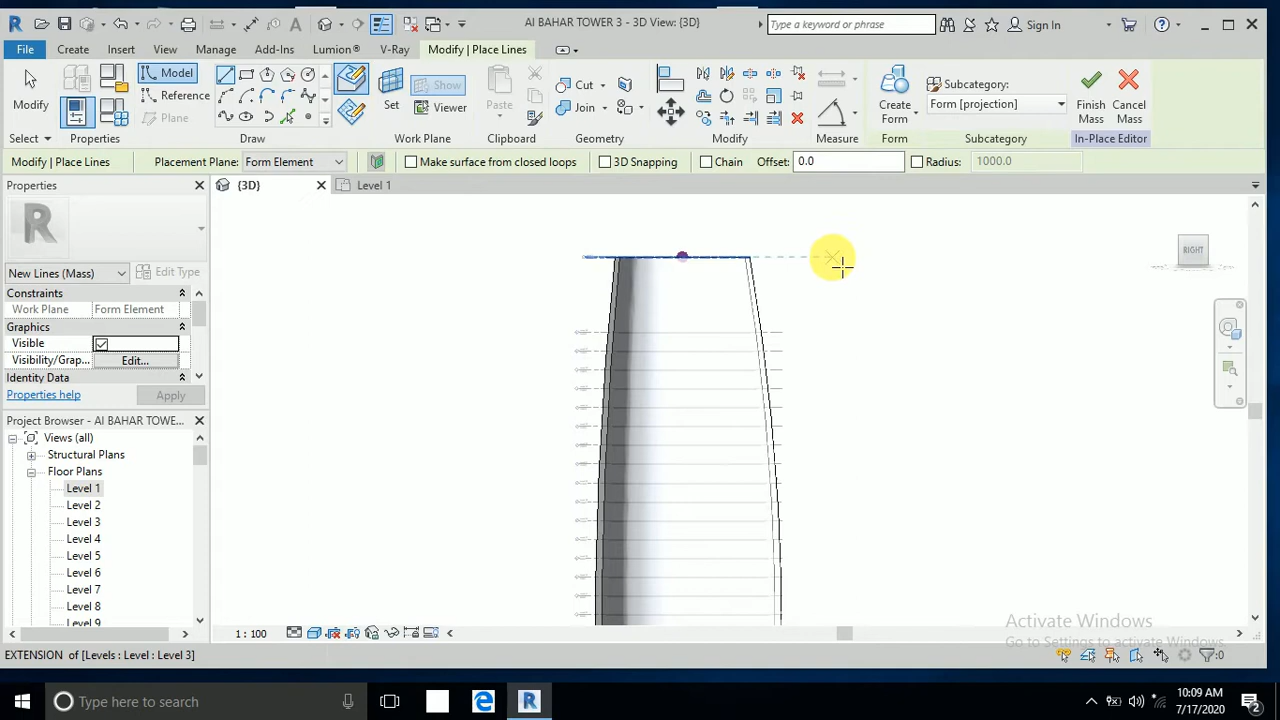 AI BAHAR TOWER 3 - 3D View: {3D}
Type a keyword or phrase
Sign In
File
Create
Insert
View
Manage
Add-Ins
Lumion®
V-Ray
Modify | Place Lines
Modify
Model
Reference
Plane
Set
Show
Viewer
Paste
Cut
Join
Create Form
Subcategory:
Form [projection]
Finish Mass
Cancel Mass
Select
Properties
Draw
Work Plane
Clipboard
Geometry
Modify
Measure
Form
Subcategory
In-Place Editor
Modify | Place Lines
Placement Plane:
Form Element
Make surface from closed loops
3D Snapping
Chain
Offset:
0.0
Radius:
1000.0
Properties
{3D}
Level 1
RIGHT
New Lines (Mass)
Edit Type
Constraints
Work Plane
Form Element
Graphics
Visible
Visibility/Grap...
Edit...
Identity Data
Properties help
Apply
Project Browser - AI BAHAR TOWE...
Views (all)
Structural Plans
Floor Plans
Level 1
Level 2
Level 3
Level 4
Level 5
Level 6
Level 7
Level 8
Level 9
1 : 100
Activate Windows
Go to Settings to activate Windows.
EXTENSION of [Levels : Level : Level 3]
:0
Type here to search
10:09 AM
7/17/2020
2